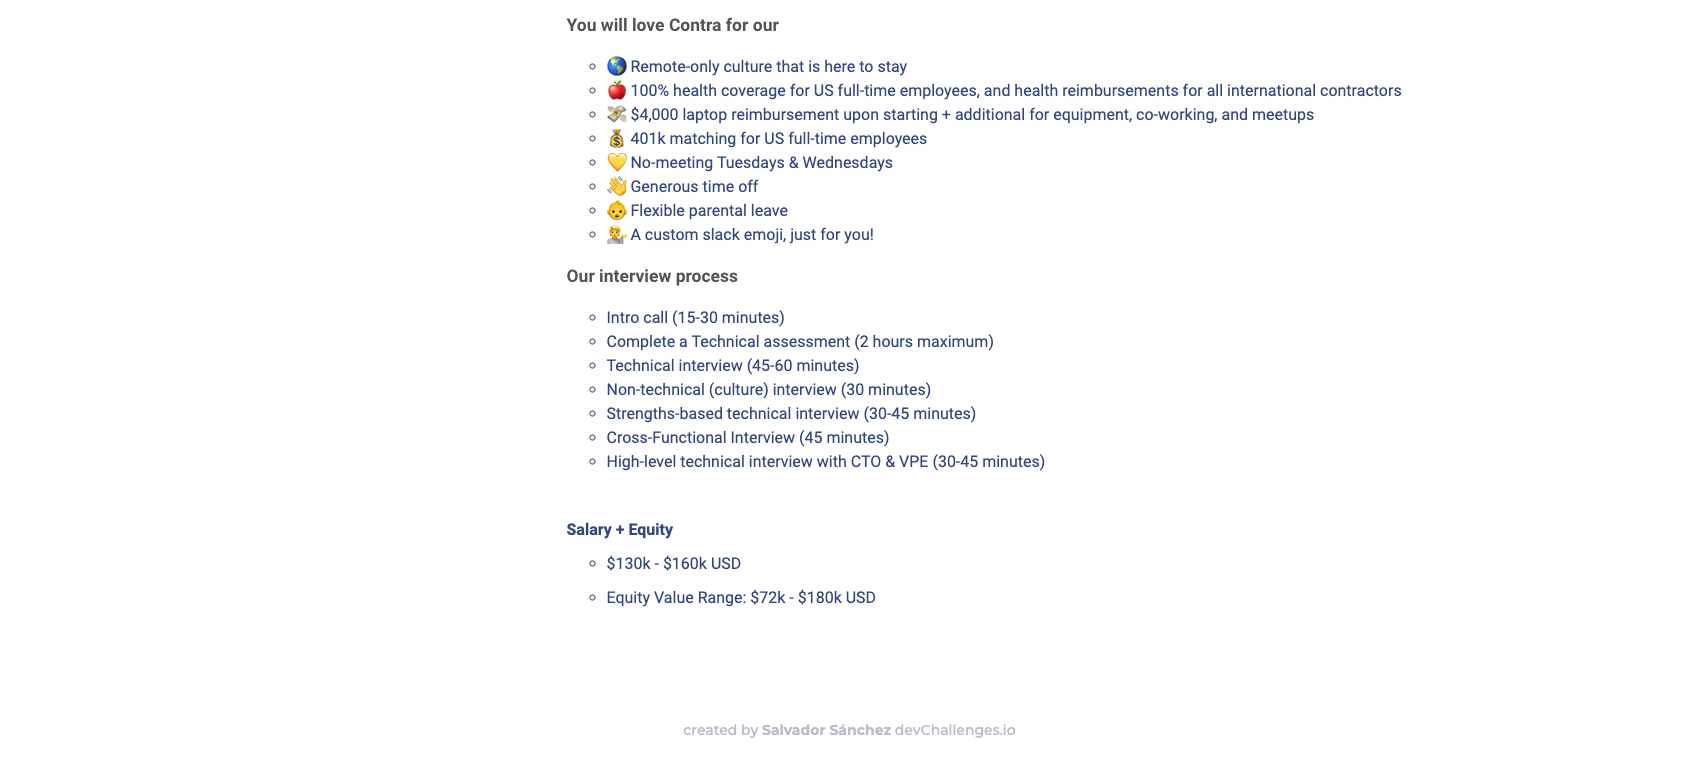 You will love Contra for our
🌎 Remote-only culture that is here to stay
🍎 100% health coverage for US full-time employees, and health reimbursements for all international contractors
💸 $4,000 laptop reimbursement upon starting + additional for equipment, co-working, and meetups
💰 401k matching for US full-time employees
💛 No-meeting Tuesdays & Wednesdays
👋 Generous time off
👶 Flexible parental leave
👨‍🎨 A custom slack emoji, just for you!
Our interview process
Intro call (15-30 minutes)
Complete a Technical assessment (2 hours maximum)
Technical interview (45-60 minutes)
Non-technical (culture) interview (30 minutes)
Strengths-based technical interview (30-45 minutes)
Cross-Functional Interview (45 minutes)
High-level technical interview with CTO & VPE (30-45 minutes)
Salary + Equity
$130k - $160k USD
Equity Value Range: $72k - $180k USD
created by Salvador Sánchez devChallenges.io